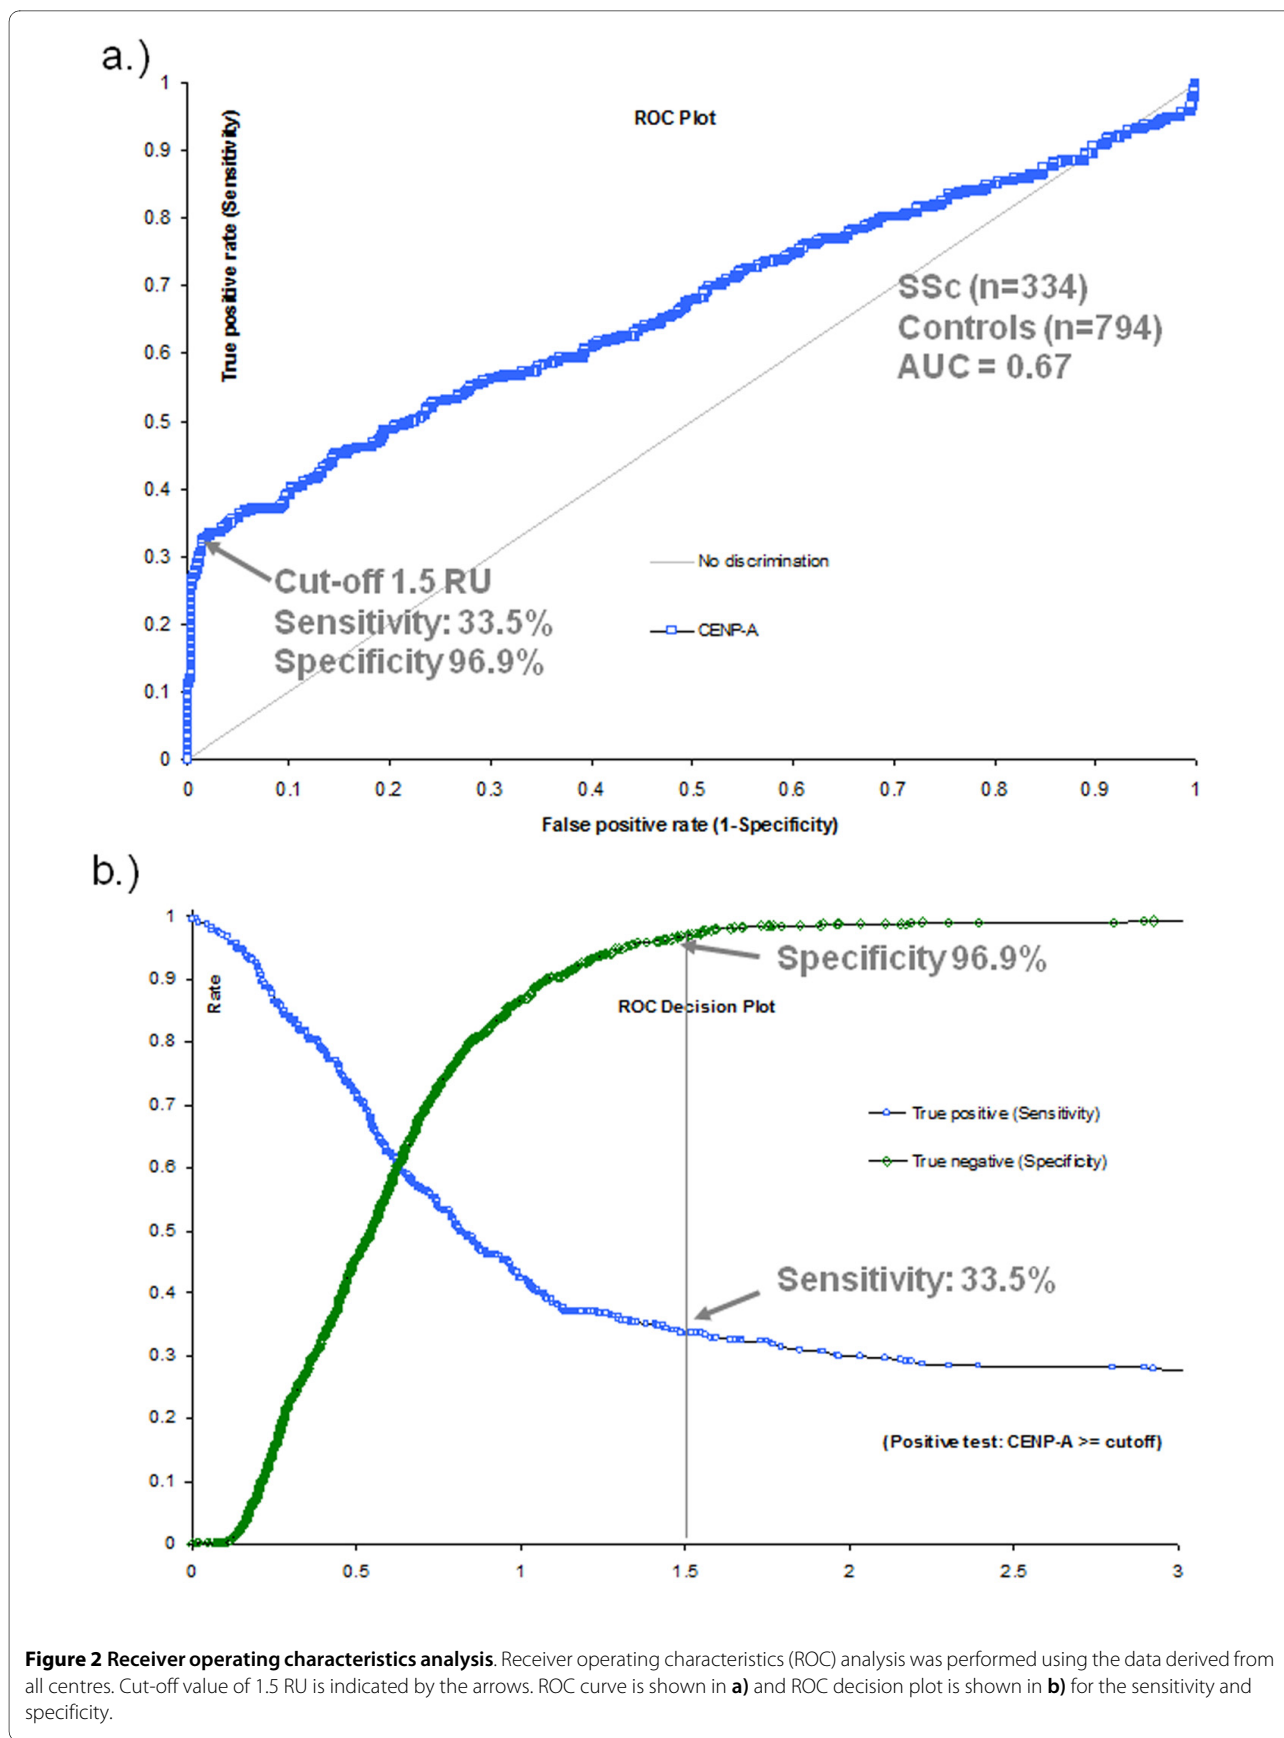 a.)
ROC Plot
True positive rate (Sensitivity)
1
0.9
0.8
0.7
0.6
0.5
0.4
0.3
0.2
0.1
0
SSc (n=334)
Controls (n=794)
AUC = 0.67
No discrimination
CENP-A
Cut-off 1.5 RU
Sensitivity: 33.5%
Specificity 96.9%
0 0.1 0.2 0.3 0.4 0.5 0.6 0.7 0.8 0.9 1
False positive rate (1-Specificity)
b.)
Rate
1
0.9
0.8
0.7
0.6
0.5
0.4
0.3
0.2
0.1
0
Specificity 96.9%
ROC Decision Plot
True positive (Sensitivity)
True negative (Specificity)
Sensitivity: 33.5%
(Positive test: CENP-A >= cutoff)
0 0.5 1 1.5 2 2.5 3
Figure 2 Receiver operating characteristics analysis. Receiver operating characteristics (ROC) analysis was performed using the data derived from
all centres. Cut-off value of 1.5 RU is indicated by the arrows. ROC curve is shown in a) and ROC decision plot is shown in b) for the sensitivity and
specificity.